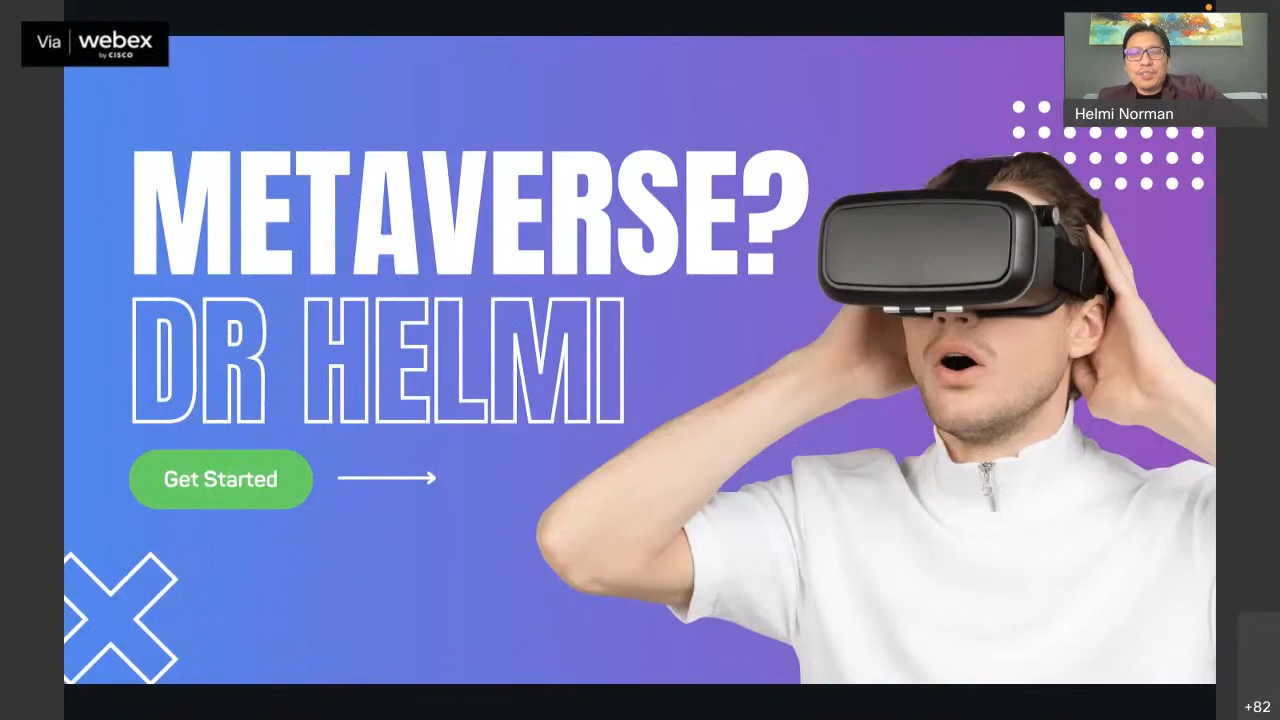 Via webex
by CISCO
Helmi Norman
METAVERSE?
DR HELMI
Get Started
+82